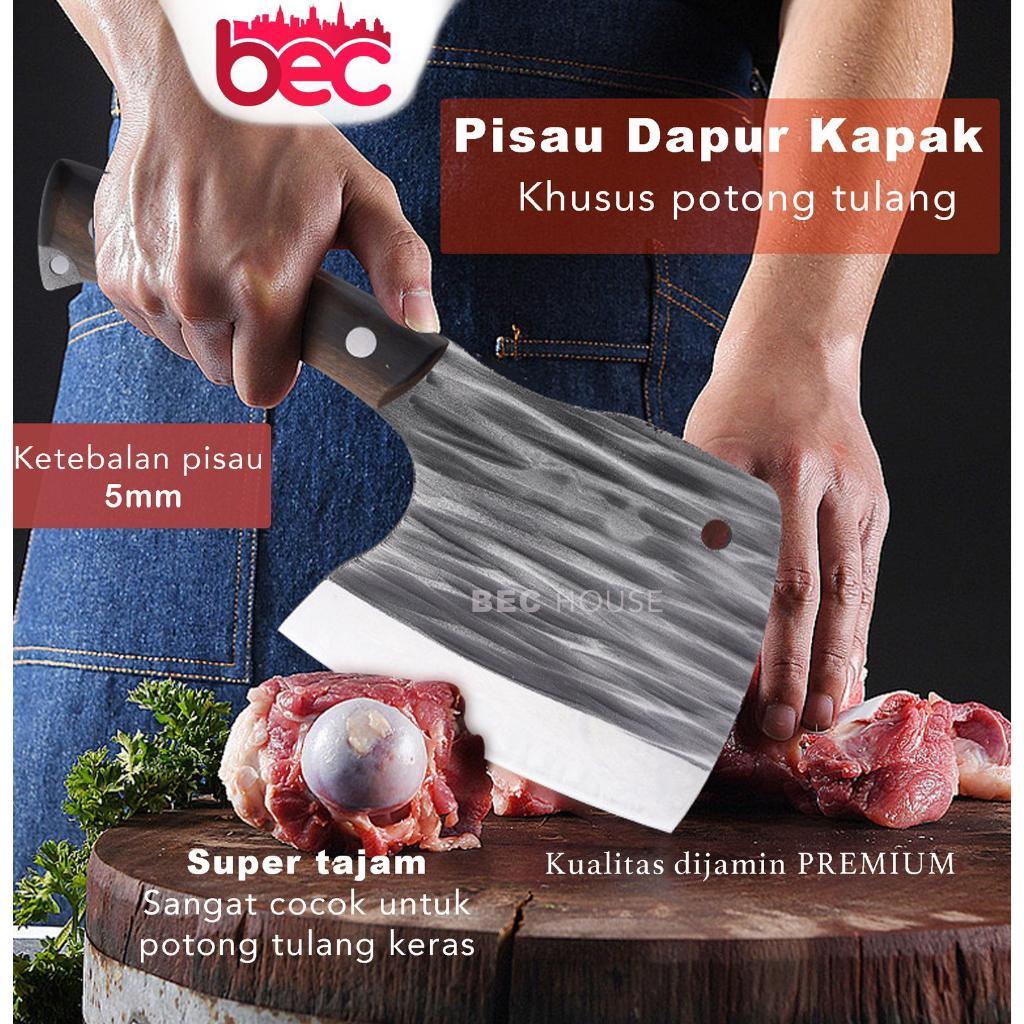 bec
Pisau Dapur Kapak
Khusus potong tulang
Ketebalan pisau
5mm
BEC HOUSE
Super tajam
Sangat cocok untuk
potong tulang keras
Kualitas dijamin PREMIUM